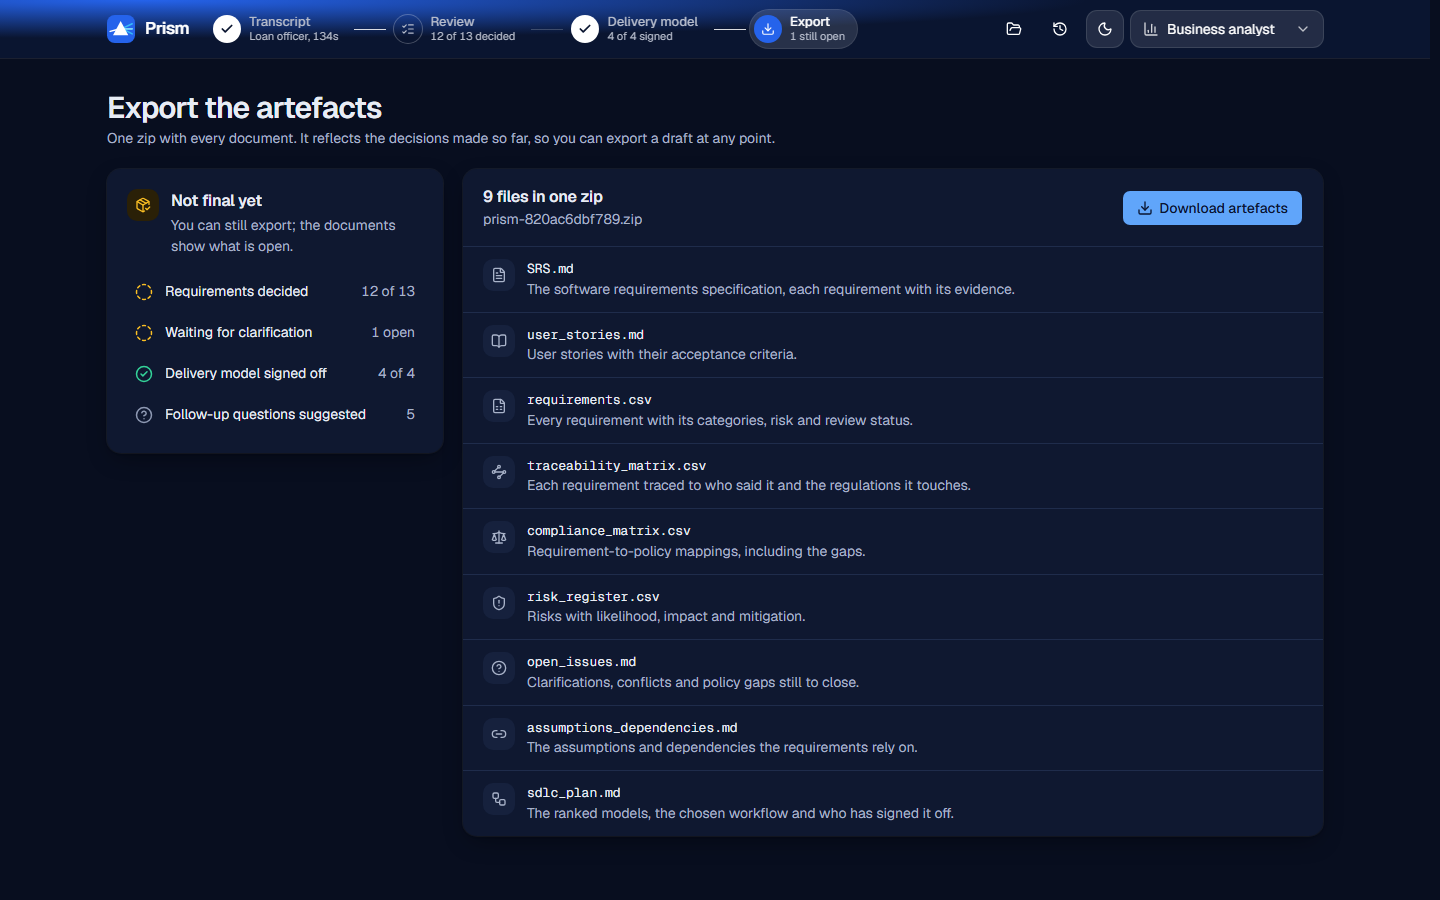 Prism
Transcript
Loan officer, 134s
Review
12 of 13 decided
Delivery model
4 of 4 signed
Export
1 still open
Business analyst
Export the artefacts
One zip with every document. It reflects the decisions made so far, so you can export a draft at any point.
Not final yet
You can still export; the documents
show what is open.
Requirements decided 12 of 13
Waiting for clarification 1 open
Delivery model signed off 4 of 4
Follow-up questions suggested 5
9 files in one zip
prism-820ac6dbf789.zip
Download artefacts
SRS.md
The software requirements specification, each requirement with its evidence.
user_stories.md
User stories with their acceptance criteria.
requirements.csv
Every requirement with its categories, risk and review status.
traceability_matrix.csv
Each requirement traced to who said it and the regulations it touches.
compliance_matrix.csv
Requirement-to-policy mappings, including the gaps.
risk_register.csv
Risks with likelihood, impact and mitigation.
open_issues.md
Clarifications, conflicts and policy gaps still to close.
assumptions_dependencies.md
The assumptions and dependencies the requirements rely on.
sdlc_plan.md
The ranked models, the chosen workflow and who has signed it off.